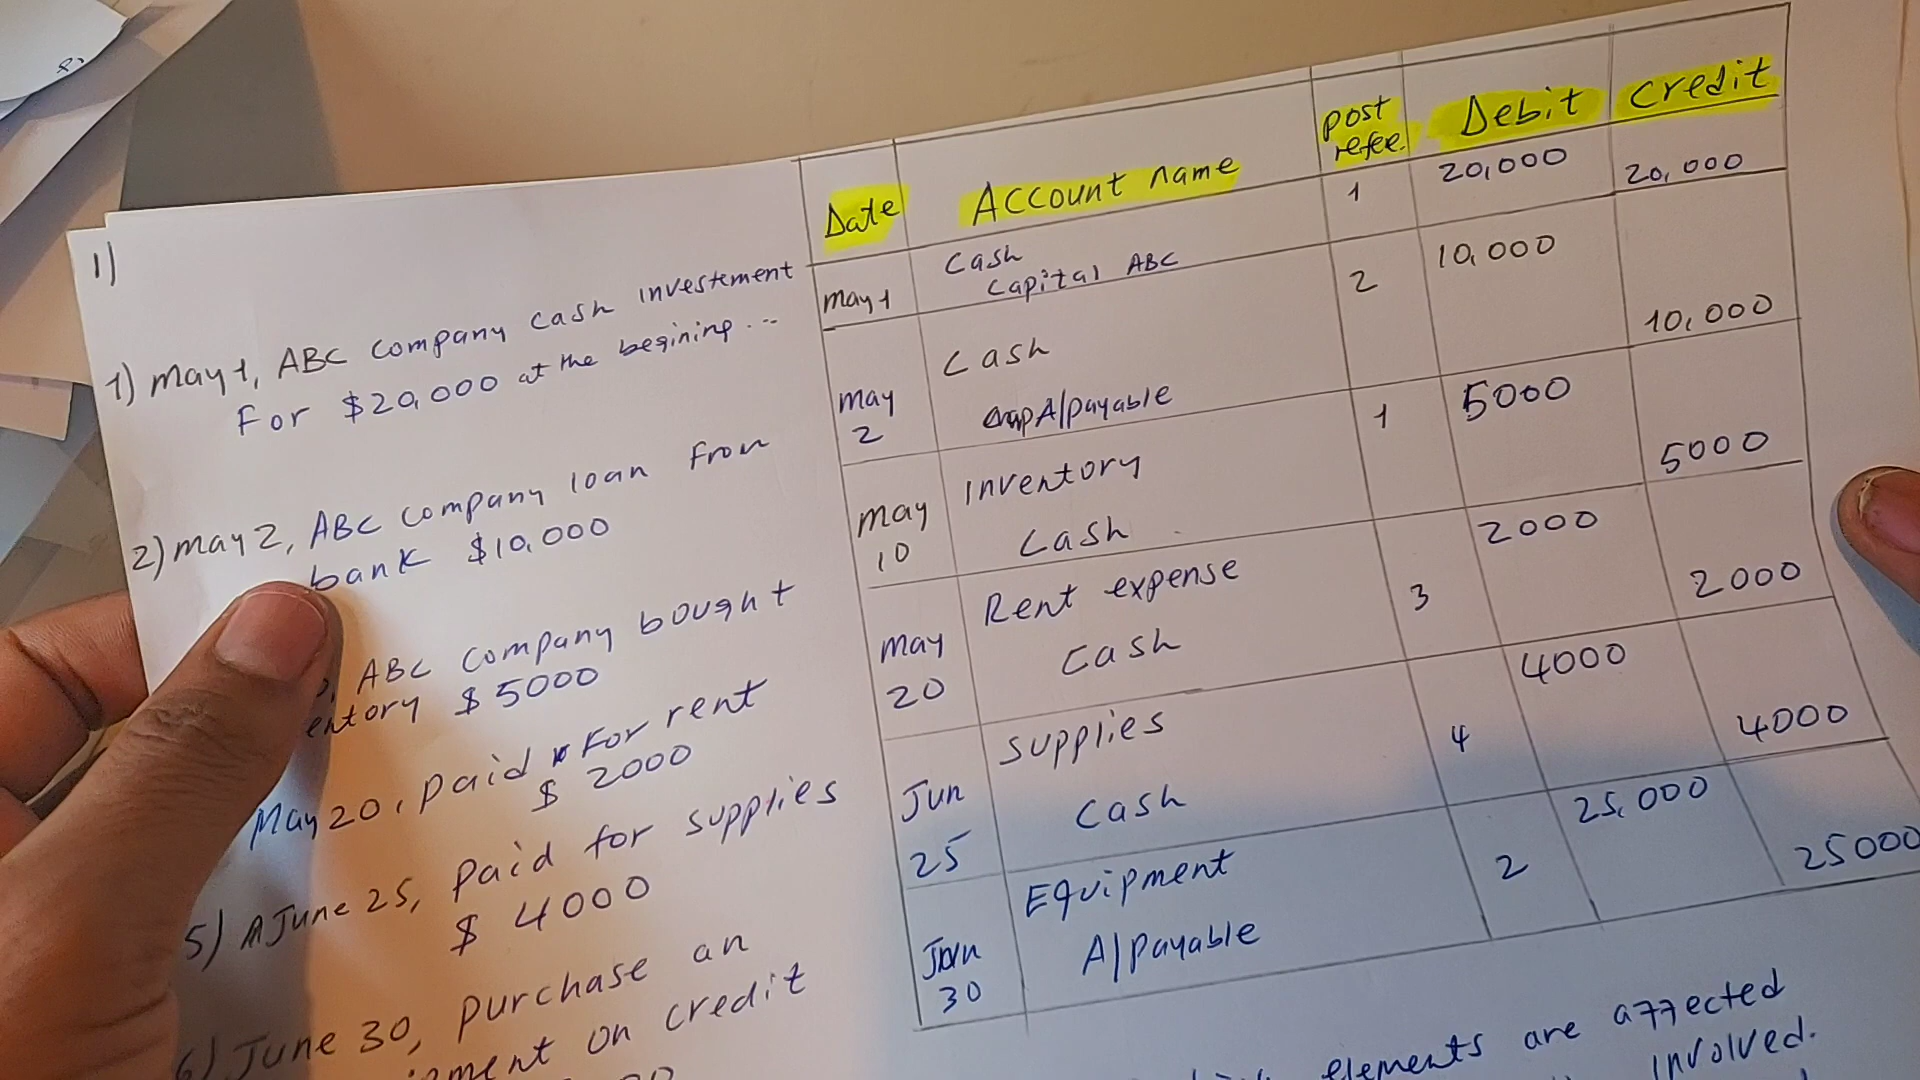 1)
1) may 1, ABC company cash investement
For $20,000 at the begining...
2) may 2, ABC company loan from
bank $10,000
ABC company bought
entory $5000
May 20, paid For rent
$ 2000
5) June 25, paid for supplies
$ 4000
6) June 30, purchase an
ment on credit
Date Account name post refee. Debit credit
may 1 cash 1 20,000 20,000
capital ABC
may 2 cash 2 10,000
A/payable 10,000
may 10 inventory 1 5000
cash 5000
may 20 Rent expense 3 2000
cash 2000
Jun 25 supplies 4 4000
cash 4000
Jun 30 Equipment 2 25,000
A/payable 25000
elements are affected
involved.